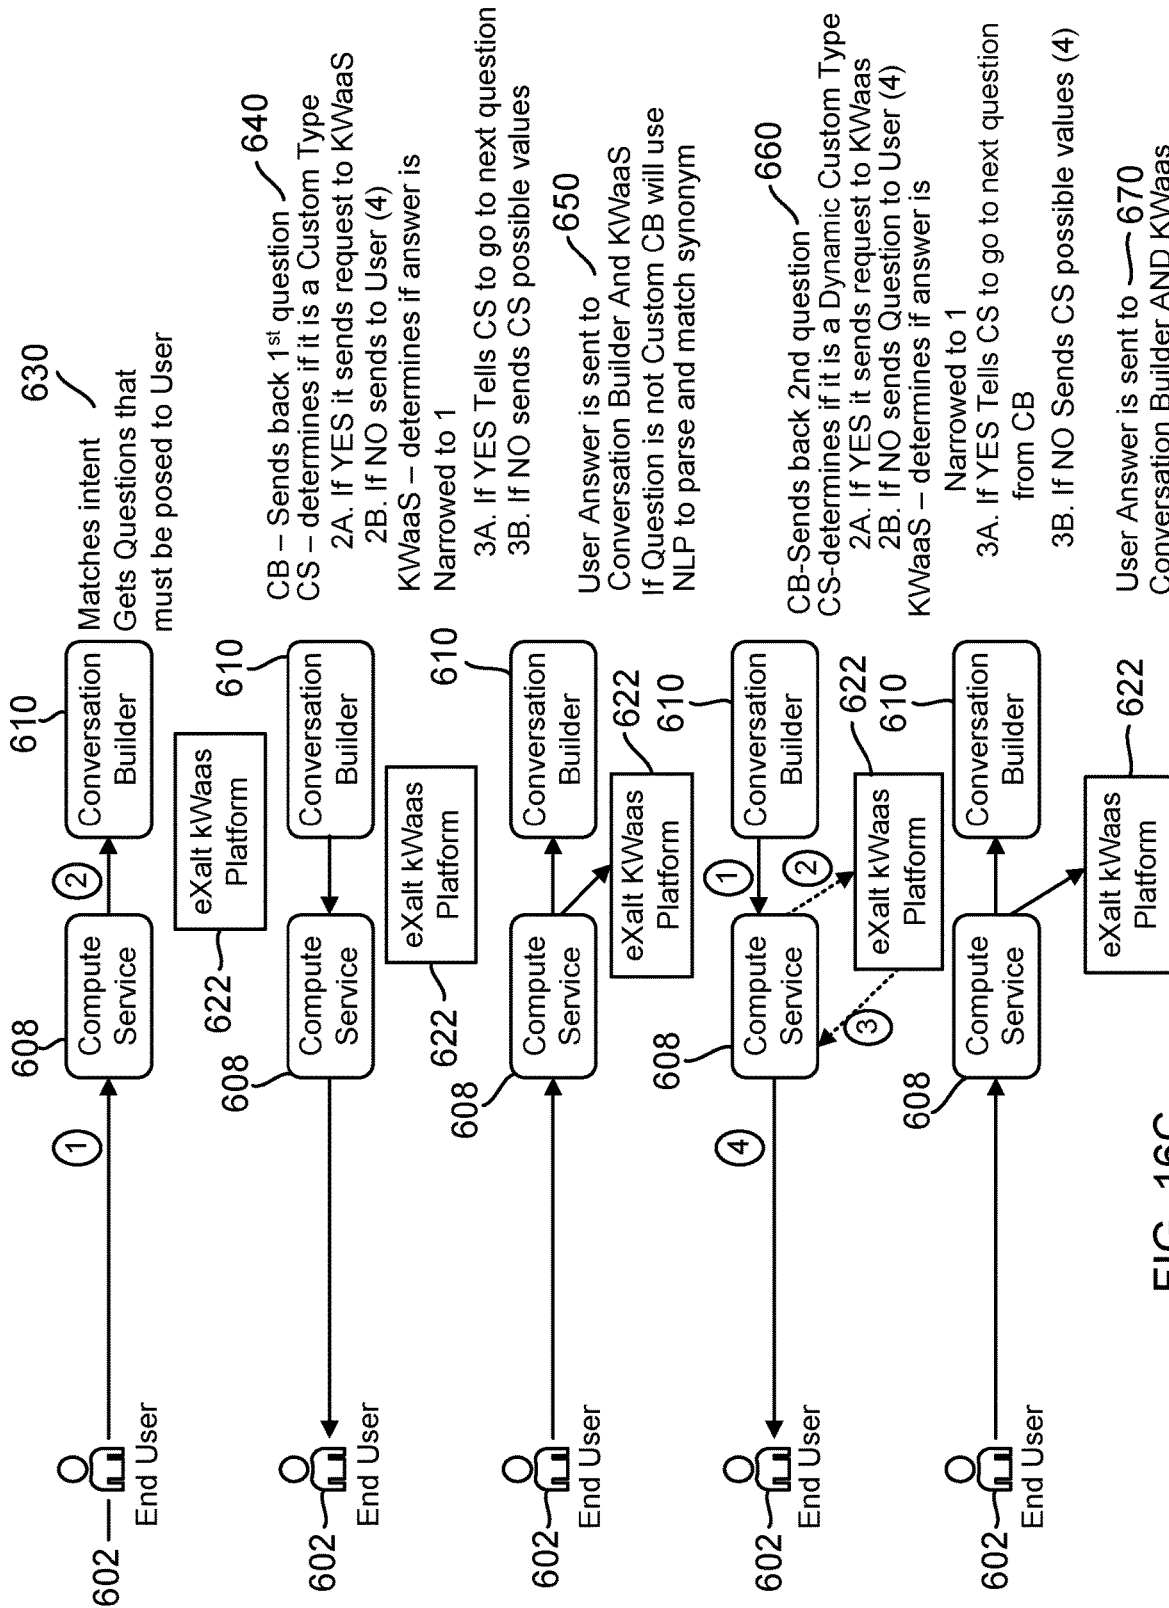 602
End User
1
608
Compute
Service
2
610
Conversation
Builder
622
eXalt kWaas
Platform
630
Matches intent
Gets Questions that
must be posed to User
602
End User
608
Compute
Service
610
Conversation
Builder
622
eXalt kWaas
Platform
640
CB – Sends back 1st question
CS – determines if it is a Custom Type
2A. If YES it sends request to KWaaS
2B. If NO sends to User (4)
KWaaS – determines if answer is
Narrowed to 1
3A. If YES Tells CS to go to next question
3B. If NO sends CS possible values
602
End User
608
Compute
Service
610
Conversation
Builder
eXalt KWaas
Platform
622
650
User Answer is sent to
Conversation Builder And KWaaS
If Question is not Custom CB will use
NLP to parse and match synonym
602
End User
4
608
Compute
Service
1
610
Conversation
Builder
2
3
eXalt kWaas
Platform
622
660
CB-Sends back 2nd question
CS-determines if it is a Dynamic Custom Type
2A. If YES it sends request to KWaas
2B. If NO sends Question to User (4)
KWaaS – determines if answer is
Narrowed to 1
3A. If YES Tells CS to go to next question
from CB
3B. If NO Sends CS possible values (4)
602
End User
608
Compute
Service
610
Conversation
Builder
eXalt kWaas
Platform
622
User Answer is sent to 670
Conversation Builder AND KWaas
FIG. 16C